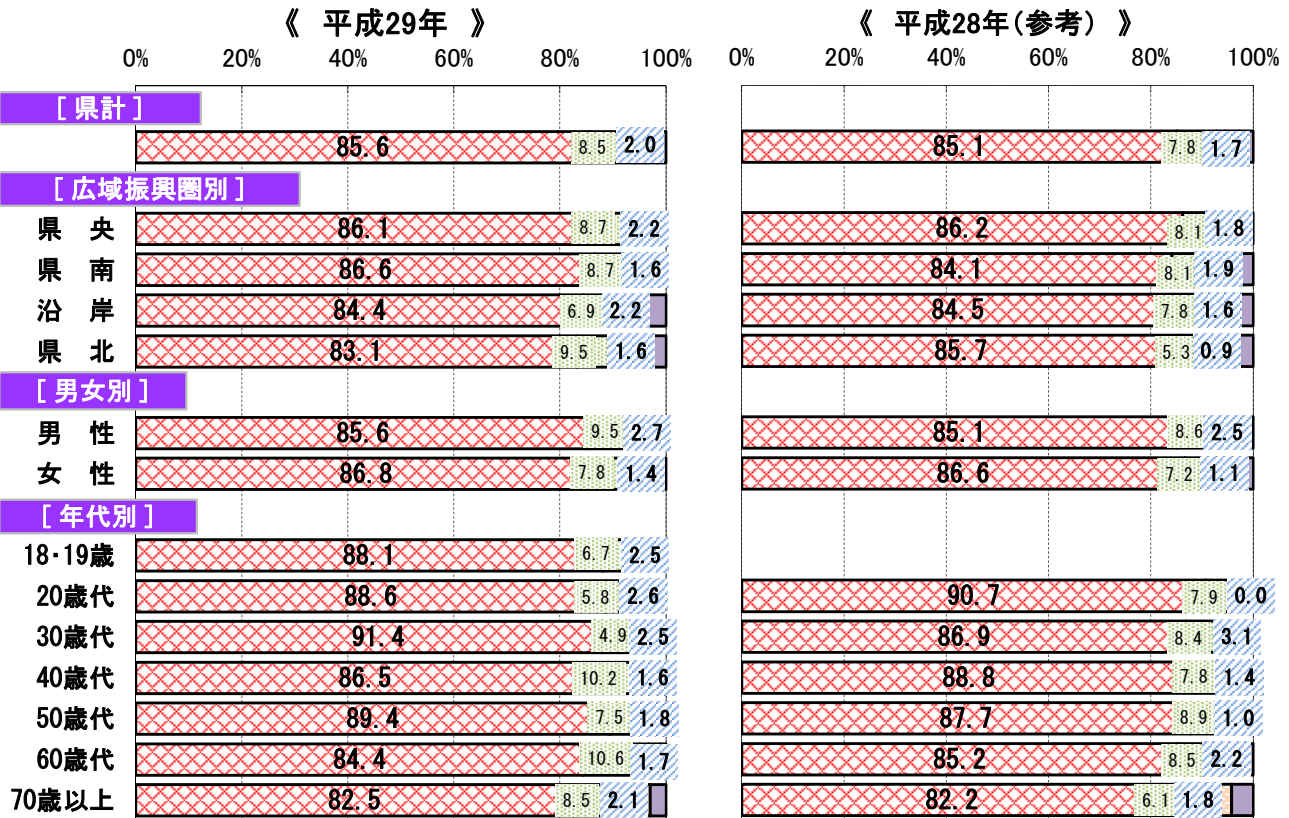 《 平成29年 》 《 平成28年(参考) 》
0% 20% 40% 60% 80% 100% 0% 20% 40% 60% 80% 100%
[ 県計 ]
85.6 8.5 2.0 85.1 7.8 1.7
[ 広域振興圏別 ]
県 央 86.1 8.7 2.2 86.2 8.1 1.8
県 南 86.6 8.7 1.6 84.1 8.1 1.9
沿 岸 84.4 6.9 2.2 84.5 7.8 1.6
県 北 83.1 9.5 1.6 85.7 5.3 0.9
[ 男女別 ]
男 性 85.6 9.5 2.7 85.1 8.6 2.5
女 性 86.8 7.8 1.4 86.6 7.2 1.1
[ 年代別 ]
18・19歳 88.1 6.7 2.5
20歳代 88.6 5.8 2.6 90.7 7.9 0.0
30歳代 91.4 4.9 2.5 86.9 8.4 3.1
40歳代 86.5 10.2 1.6 88.8 7.8 1.4
50歳代 89.4 7.5 1.8 87.7 8.9 1.0
60歳代 84.4 10.6 1.7 85.2 8.5 2.2
70歳以上 82.5 8.5 2.1 82.2 6.1 1.8